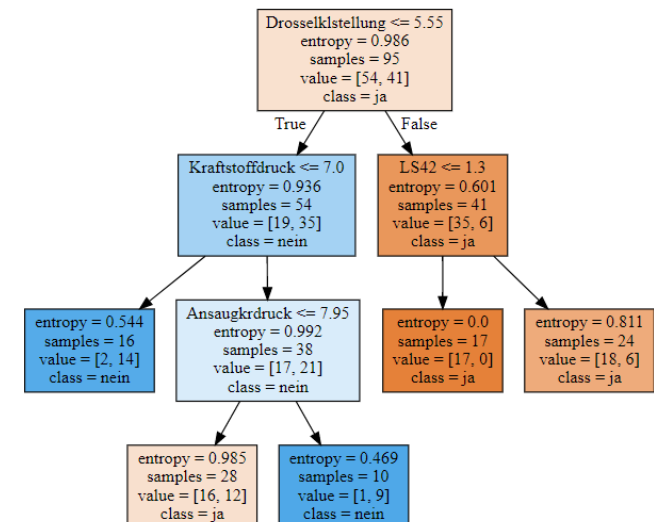 Drosselklstellung <= 5.55
entropy = 0.986
samples = 95
value = [54, 41]
class = ja
True
False
Kraftstoffdruck <= 7.0
entropy = 0.936
samples = 54
value = [19, 35]
class = nein
LS42 <= 1.3
entropy = 0.601
samples = 41
value = [35, 6]
class = ja
entropy = 0.544
samples = 16
value = [2, 14]
class = nein
Ansaugkrdruck <= 7.95
entropy = 0.992
samples = 38
value = [17, 21]
class = nein
entropy = 0.0
samples = 17
value = [17, 0]
class = ja
entropy = 0.811
samples = 24
value = [18, 6]
class = ja
entropy = 0.985
samples = 28
value = [16, 12]
class = ja
entropy = 0.469
samples = 10
value = [1, 9]
class = nein